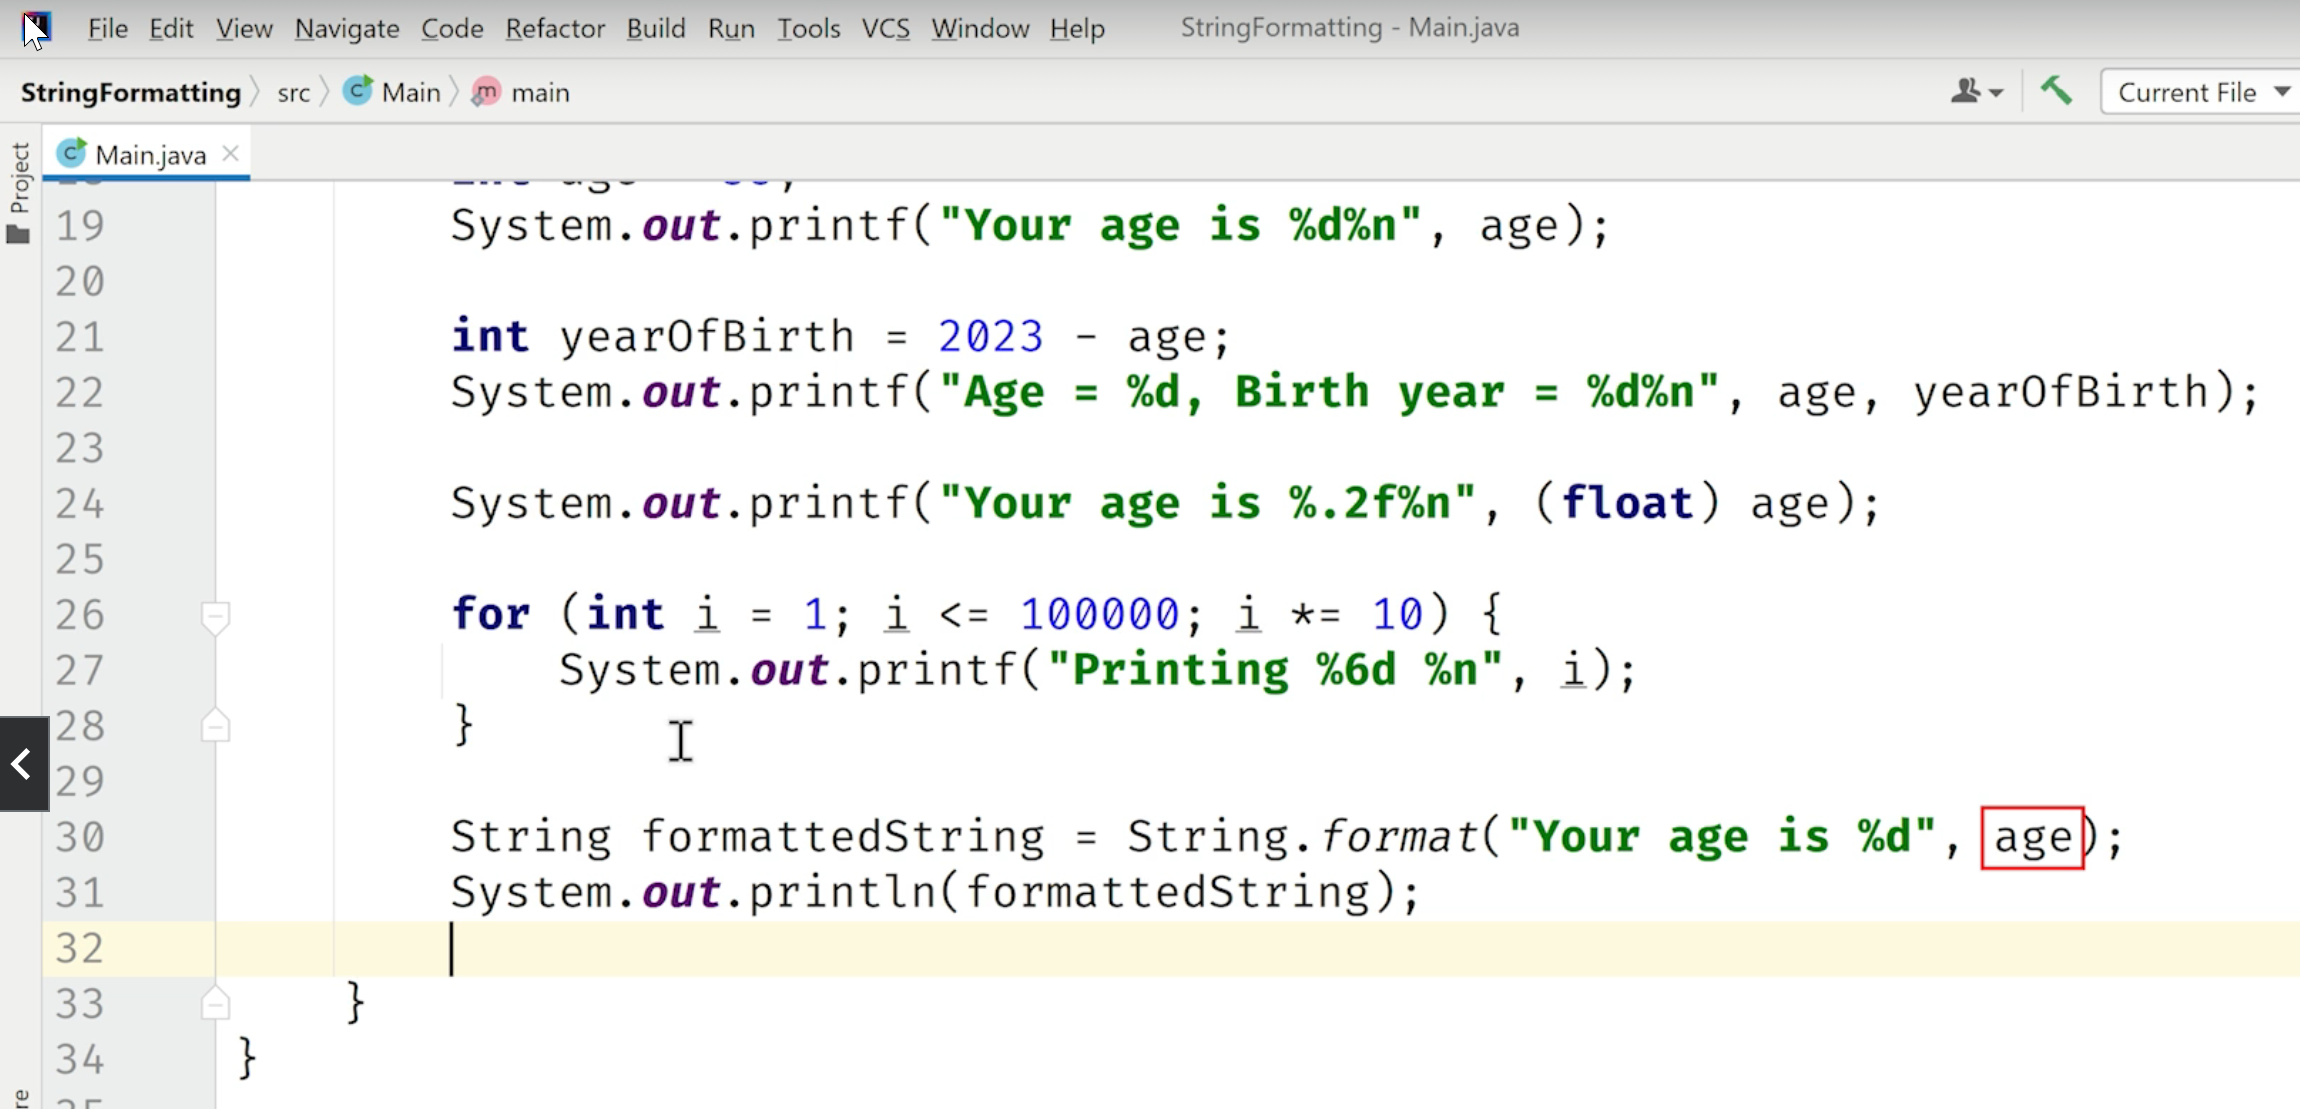 File Edit View Navigate Code Refactor Build Run Tools VCS Window Help StringFormatting - Main.java
StringFormatting src Main main Current File
Project
Main.java
19 System.out.printf("Your age is %d%n", age);
20
21 int yearOfBirth = 2023 - age;
22 System.out.printf("Age = %d, Birth year = %d%n", age, yearOfBirth);
23
24 System.out.printf("Your age is %.2f%n", (float) age);
25
26 for (int i = 1; i <= 100000; i *= 10) {
27 System.out.printf("Printing %6d %n", i);
28 }
29
30 String formattedString = String.format("Your age is %d", age);
31 System.out.println(formattedString);
32
33 }
34 }